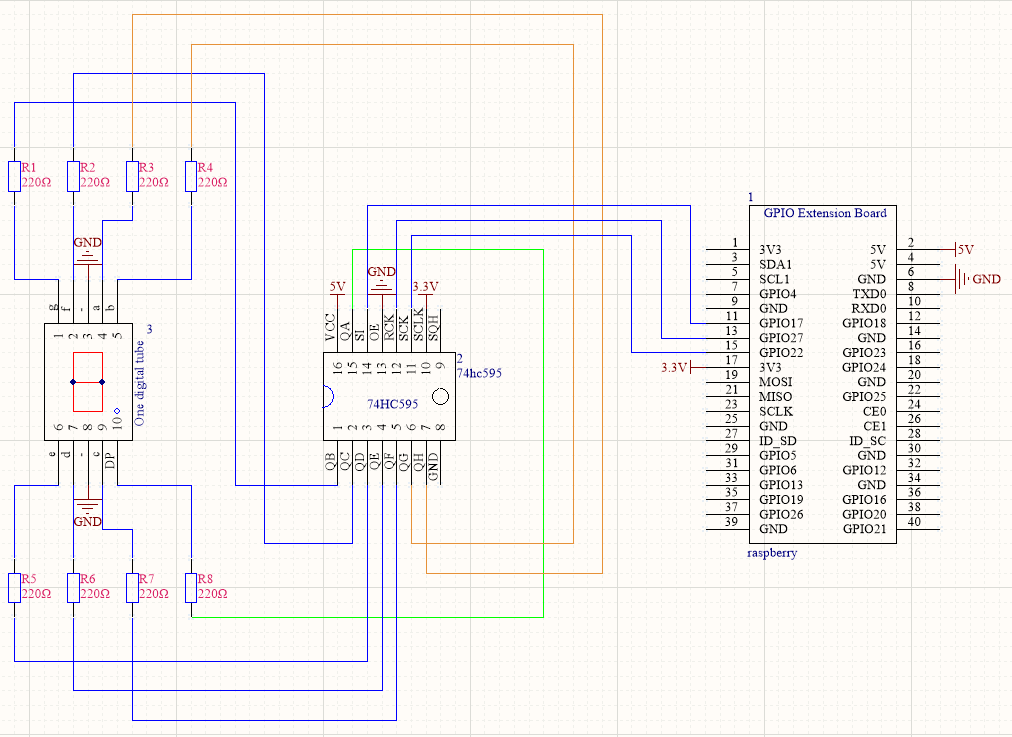 R1
220Ω
R2
220Ω
R3
220Ω
R4
220Ω
GND
g
f
-
a
b
1
2
3
4
5
3
One digital tube
6
7
8
9
10
e
d
-
c
DP
GND
R5
220Ω
R6
220Ω
R7
220Ω
R8
220Ω
5V
GND
3.3V
VCC
QA
SI
OE
RCK
SCK
SCLK
SQH
16
15
14
13
12
11
10
9
2
74hc595
74HC595
1
2
3
4
5
6
7
8
QB
QC
QD
QE
QF
QG
QH
GND
1
GPIO Extension Board
1 3V3 5V 2 5V
3 SDA1 5V 4
5 SCL1 GND 6 GND
7 GPIO4 TXD0 8
9 GND RXD0 10
11 GPIO17 GPIO18 12
13 GPIO27 GND 14
15 GPIO22 GPIO23 16
3.3V 17 3V3 GPIO24 18
19 MOSI GND 20
21 MISO GPIO25 22
23 SCLK CE0 24
25 GND CE1 26
27 ID_SD ID_SC 28
29 GPIO5 GND 30
31 GPIO6 GPIO12 32
33 GPIO13 GND 34
35 GPIO19 GPIO16 36
37 GPIO26 GPIO20 38
39 GND GPIO21 40
raspberry